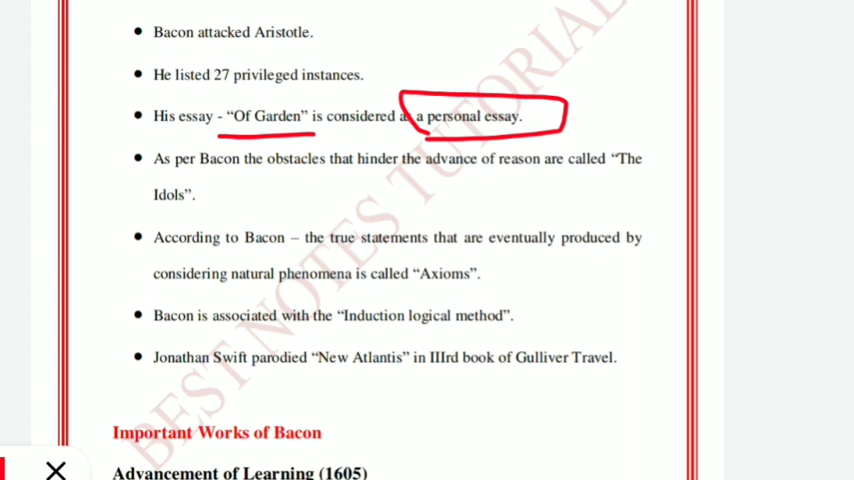 • Bacon attacked Aristotle.
• He listed 27 privileged instances.
• His essay - “Of Garden” is considered a a personal essay.
• As per Bacon the obstacles that hinder the advance of reason are called “The
Idols”.
• According to Bacon – the true statements that are eventually produced by
considering natural phenomena is called “Axioms”.
• Bacon is associated with the “Induction logical method”.
• Jonathan Swift parodied “New Atlantis” in IIIrd book of Gulliver Travel.
Important Works of Bacon
Advancement of Learning (1605)
BEST NOTES TUTORIAL